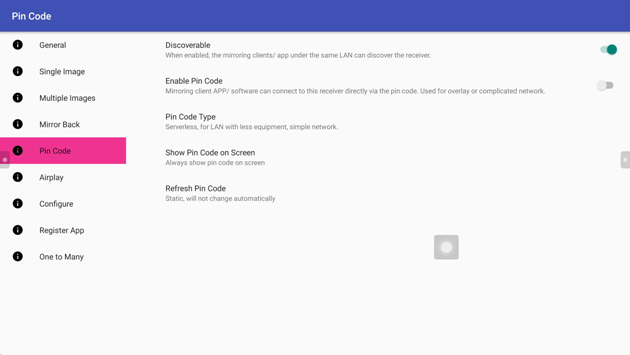 Pin Code
General
Single Image
Multiple Images
Mirror Back
Pin Code
Airplay
Configure
Register App
One to Many
Discoverable
When enabled, the mirroring clients/ app under the same LAN can discover the receiver.
Enable Pin Code
Mirroring client APP/ software can connect to this receiver directly via the pin code. Used for overlay or complicated network.
Pin Code Type
Serverless, for LAN with less equipment, simple network.
Show Pin Code on Screen
Always show pin code on screen
Refresh Pin Code
Static, will not change automatically